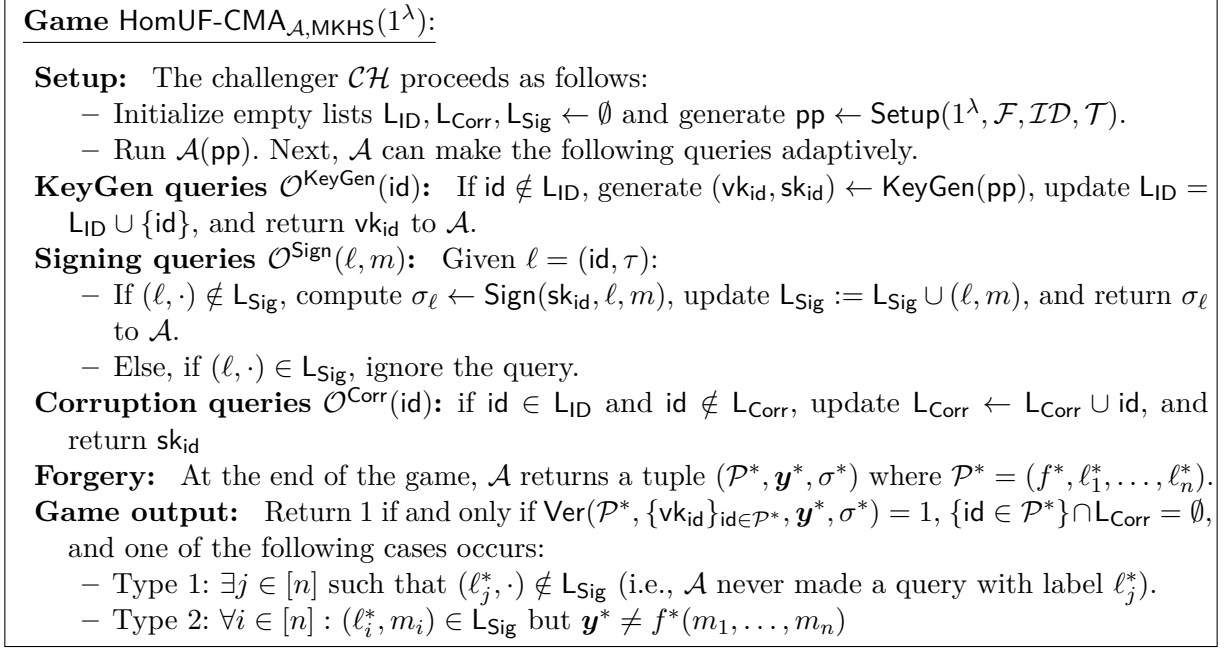 Game HomUF-CMA_{𝒜,MKHS}(1^λ):
Setup: The challenger 𝒞ℋ proceeds as follows:
– Initialize empty lists L_ID, L_Corr, L_Sig ← ∅ and generate pp ← Setup(1^λ, ℱ, ℐ𝒟, 𝒯).
– Run 𝒜(pp). Next, 𝒜 can make the following queries adaptively.
KeyGen queries 𝒪^KeyGen(id): If id ∉ L_ID, generate (vk_id, sk_id) ← KeyGen(pp), update L_ID =
L_ID ∪ {id}, and return vk_id to 𝒜.
Signing queries 𝒪^Sign(ℓ, m): Given ℓ = (id, τ):
– If (ℓ, ·) ∉ L_Sig, compute σ_ℓ ← Sign(sk_id, ℓ, m), update L_Sig := L_Sig ∪ (ℓ, m), and return σ_ℓ
to 𝒜.
– Else, if (ℓ, ·) ∈ L_Sig, ignore the query.
Corruption queries 𝒪^Corr(id): if id ∈ L_ID and id ∉ L_Corr, update L_Corr ← L_Corr ∪ id, and
return sk_id
Forgery: At the end of the game, 𝒜 returns a tuple (𝒫*, 𝒚*, σ*) where 𝒫* = (f*, ℓ*_1, . . . , ℓ*_n).
Game output: Return 1 if and only if Ver(𝒫*, {vk_id}_{id∈𝒫*}, 𝒚*, σ*) = 1, {id ∈ 𝒫*}∩L_Corr = ∅,
and one of the following cases occurs:
– Type 1: ∃j ∈ [n] such that (ℓ*_j, ·) ∉ L_Sig (i.e., 𝒜 never made a query with label ℓ*_j).
– Type 2: ∀i ∈ [n] : (ℓ*_i, m_i) ∈ L_Sig but 𝒚* ≠ f*(m_1, . . . , m_n)